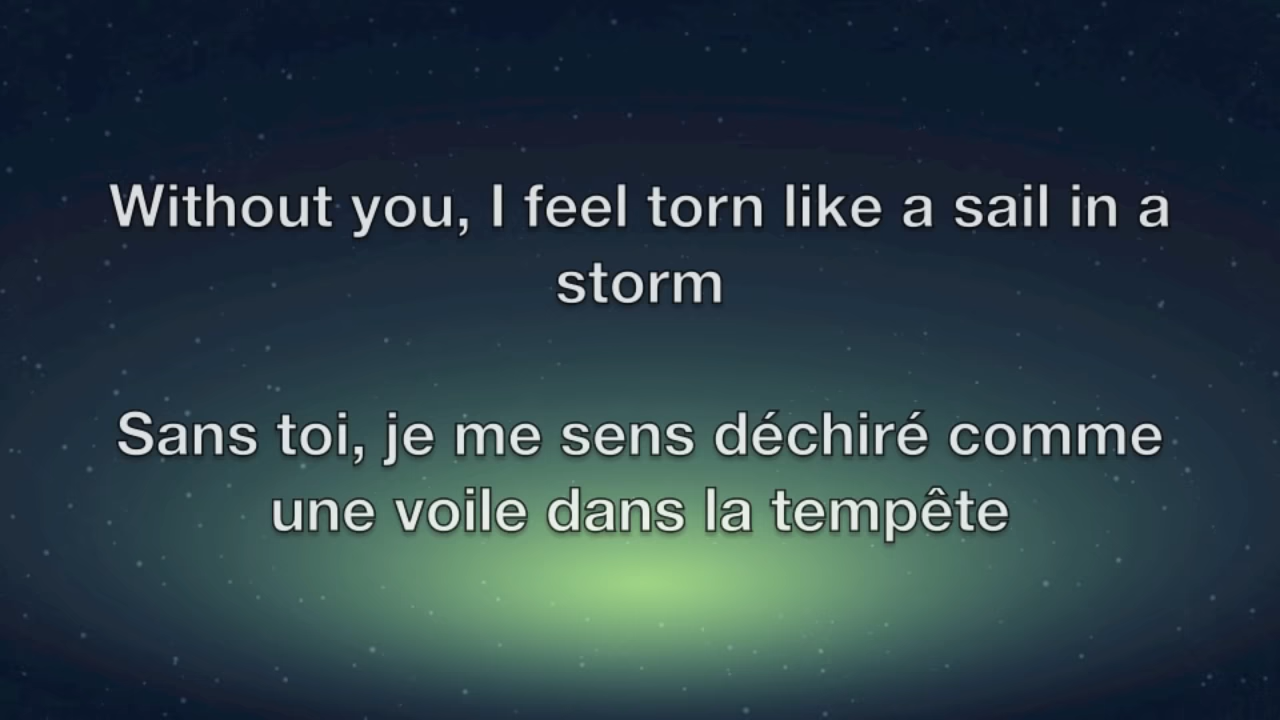 Without you, I feel torn like a sail in a
storm
Sans toi, je me sens déchiré comme
une voile dans la tempête